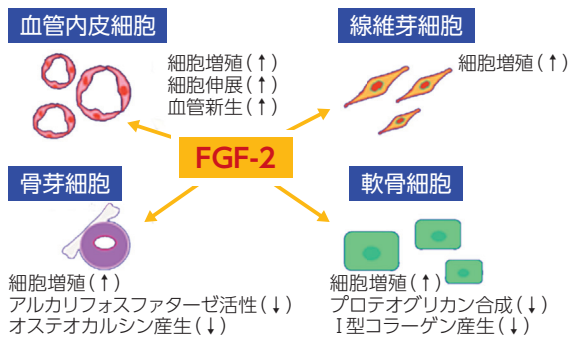 血管内皮細胞
細胞増殖(↑)
細胞伸展(↑)
血管新生(↑)
線維芽細胞
細胞増殖(↑)
FGF-2
骨芽細胞
細胞増殖(↑)
アルカリフォスファターゼ活性(↓)
オステオカルシン産生(↓)
軟骨細胞
細胞増殖(↑)
プロテオグリカン合成(↓)
Ⅰ型コラーゲン産生(↓)